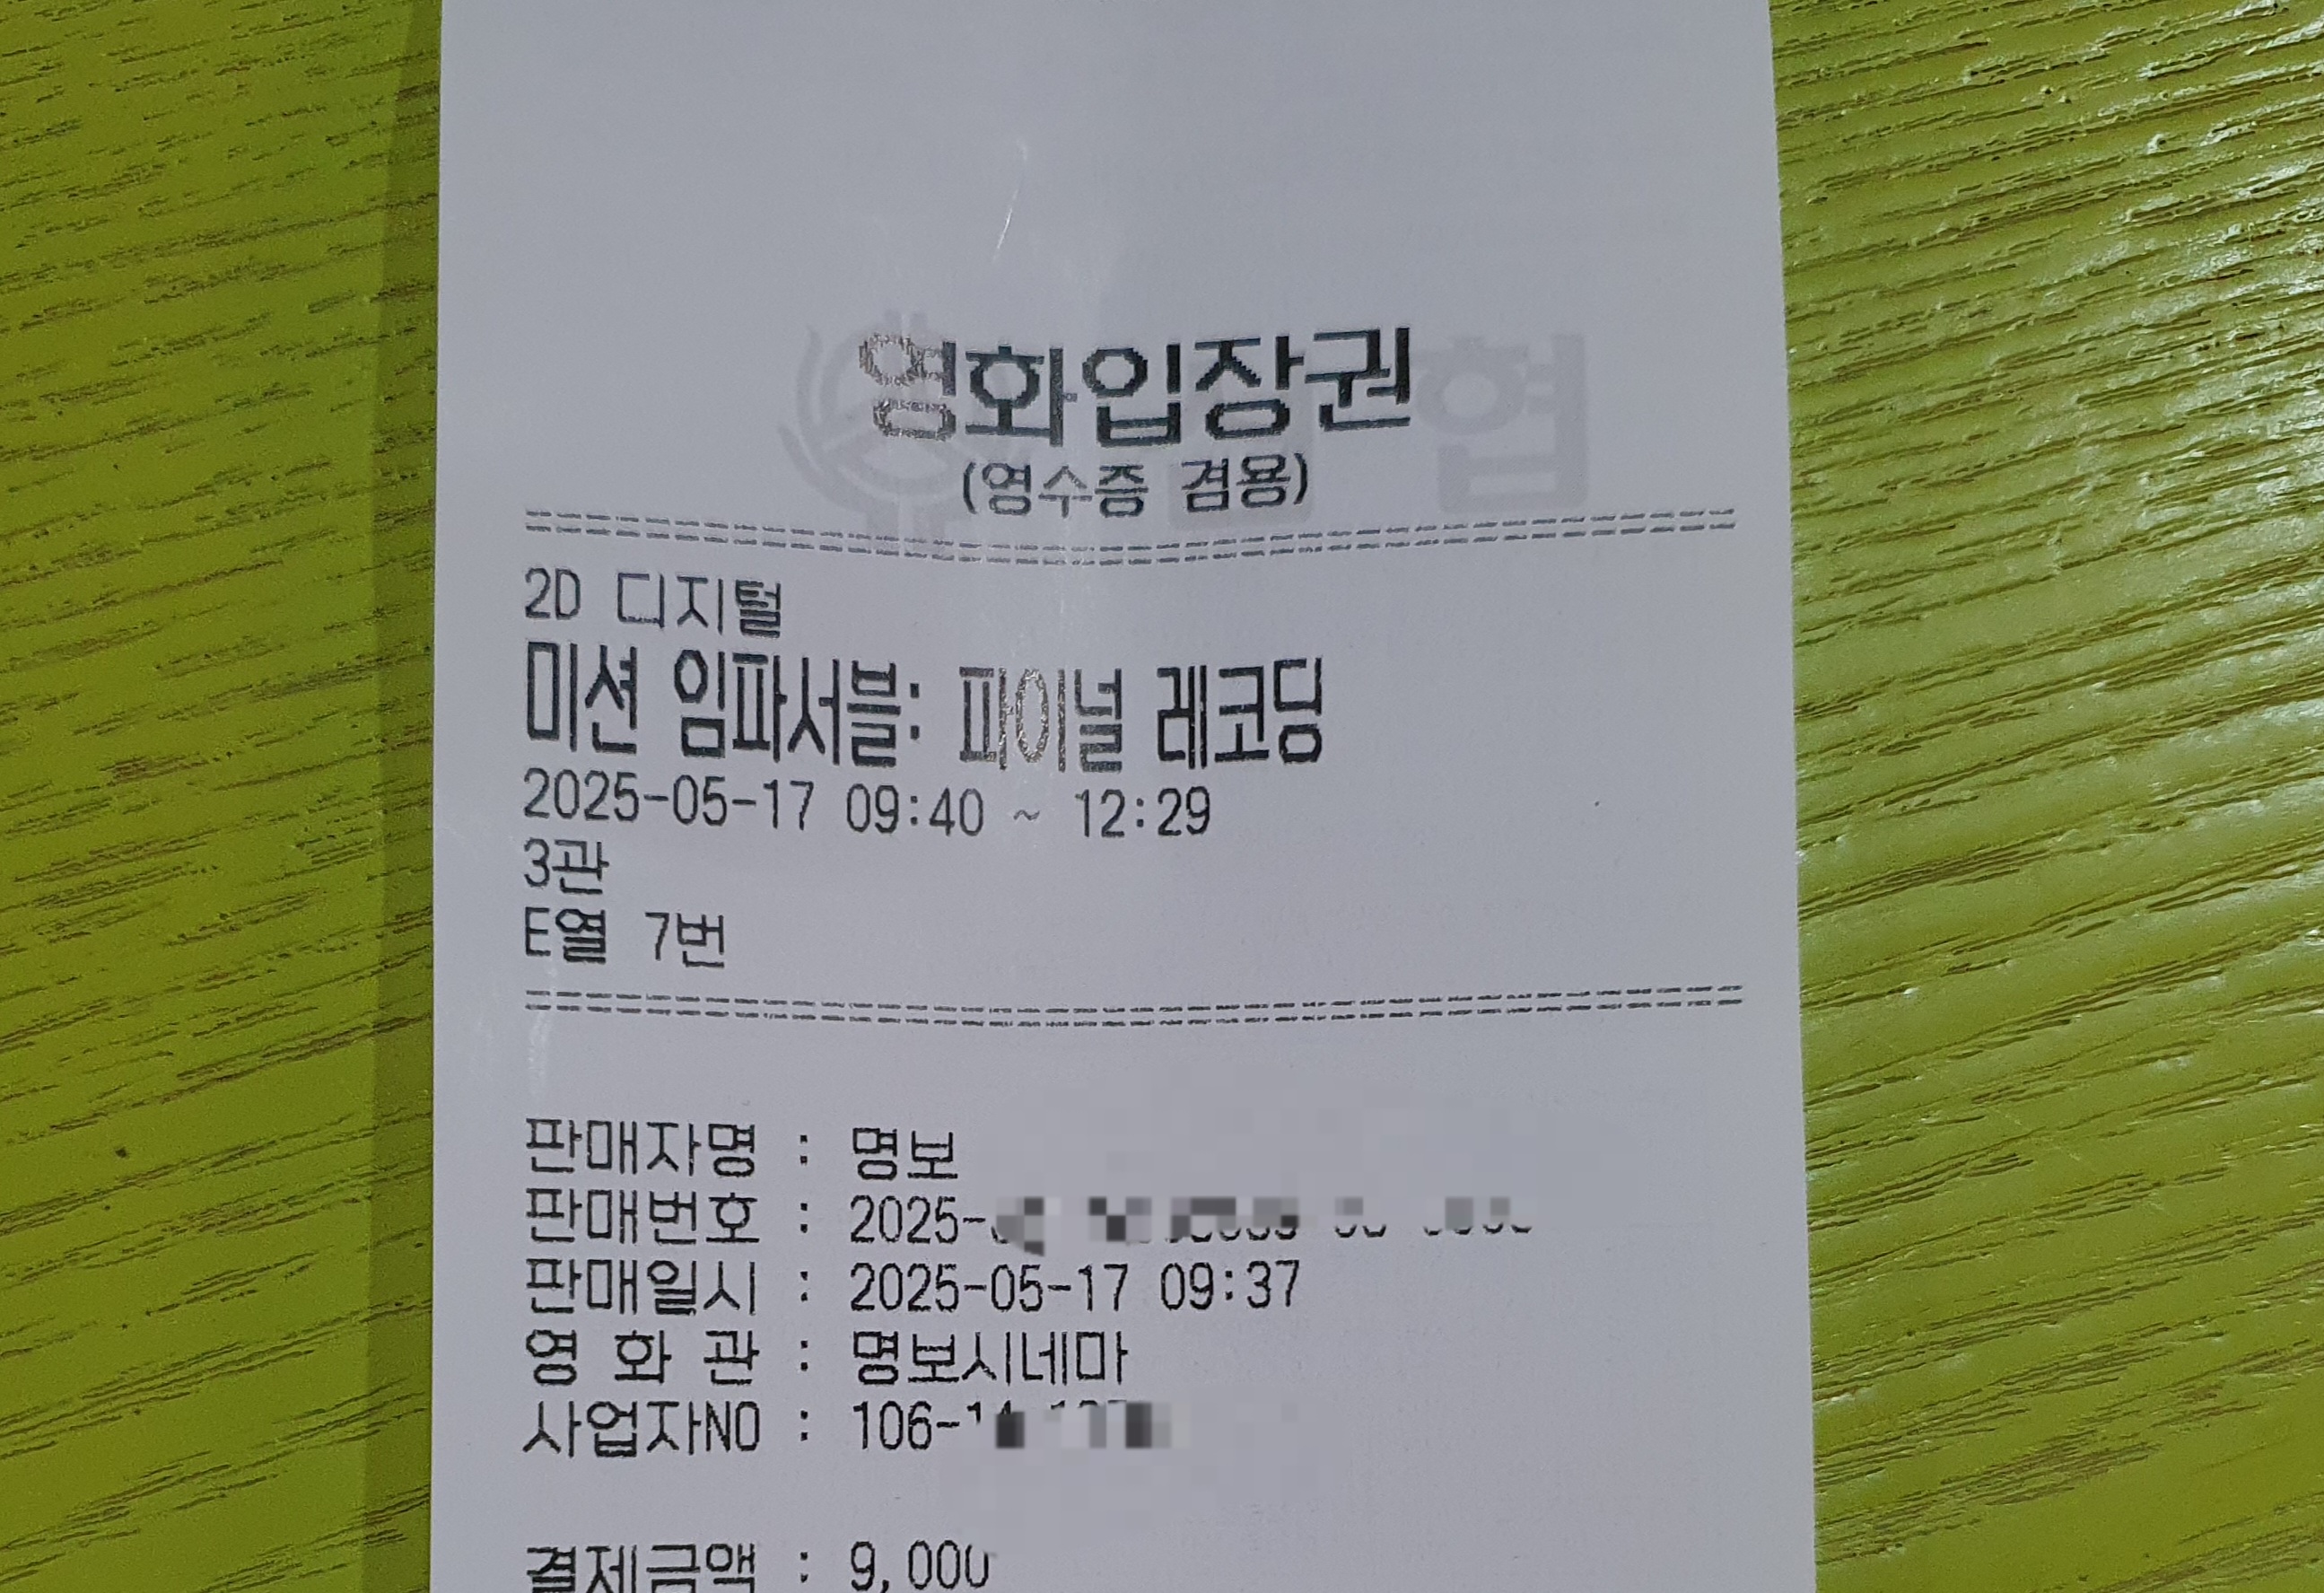 영화입장권
(영수증 겸용)
2D 디지털
미션 임파서블: 파이널 레코딩
2025-05-17 09:40 ~ 12:29
3관
E열 7번
판매자명 : 명보
판매번호 : 2025-
판매일시 : 2025-05-17 09:37
영 화 관 : 명보시네마
사업자NO : 106-
결제금액 : 9,000